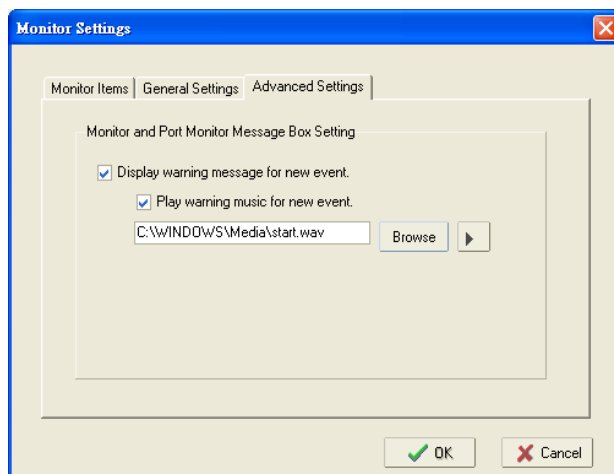 Monitor Settings
Monitor Items General Settings Advanced Settings
Monitor and Port Monitor Message Box Setting
Display warning message for new event.
Play warning music for new event.
C:\WINDOWS\Media\start.wav Browse
OK Cancel